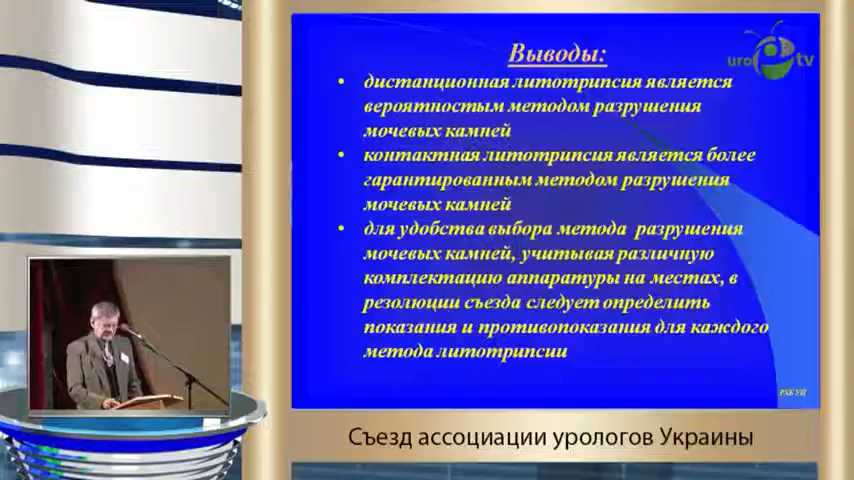 Выводы:
uro tv
• дистанционная литотрипсия является
вероятностым методом разрушения
мочевых камней
• контактная литотрипсия является более
гарантированным методом разрушения
мочевых камней
• для удобства выбора метода разрушения
мочевых камней, учитывая различную
комплектацию аппаратуры на местах, в
резолюции съезда следует определить
показания и противопоказания для каждого
метода литотрипсии
Съезд ассоциации урологов Украины